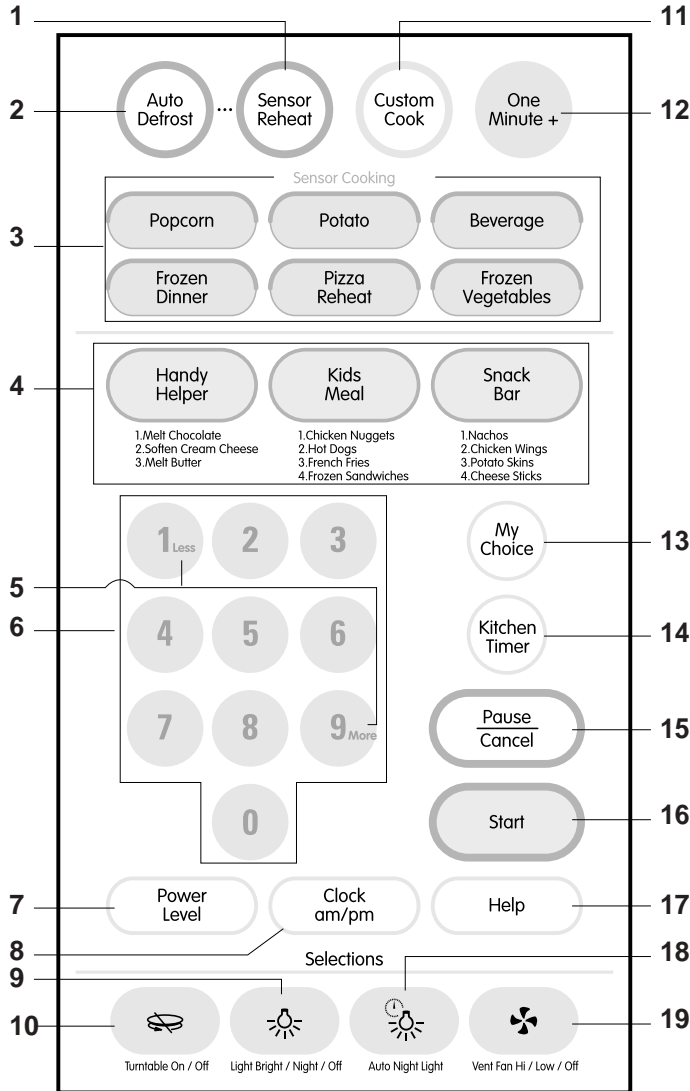 1
11
Auto
Defrost
...
Sensor
Reheat
Custom
Cook
One
Minute +
2
12
Sensor Cooking
3
Popcorn
Potato
Beverage
Frozen
Dinner
Pizza
Reheat
Frozen
Vegetables
4
Handy
Helper
Kids
Meal
Snack
Bar
1.Melt Chocolate
2.Soften Cream Cheese
3.Melt Butter
1.Chicken Nuggets
2.Hot Dogs
3.French Fries
4.Frozen Sandwiches
1.Nachos
2.Chicken Wings
3.Potato Skins
4.Cheese Sticks
1 Less
2
3
My
Choice
13
5
6
4
5
6
Kitchen
Timer
14
7
8
9 More
Pause
Cancel
15
0
Start
16
7
Power
Level
Clock
am/pm
Help
17
8
Selections
18
9
10
19
Turntable On / Off
Light Bright / Night / Off
Auto Night Light
Vent Fan Hi / Low / Off